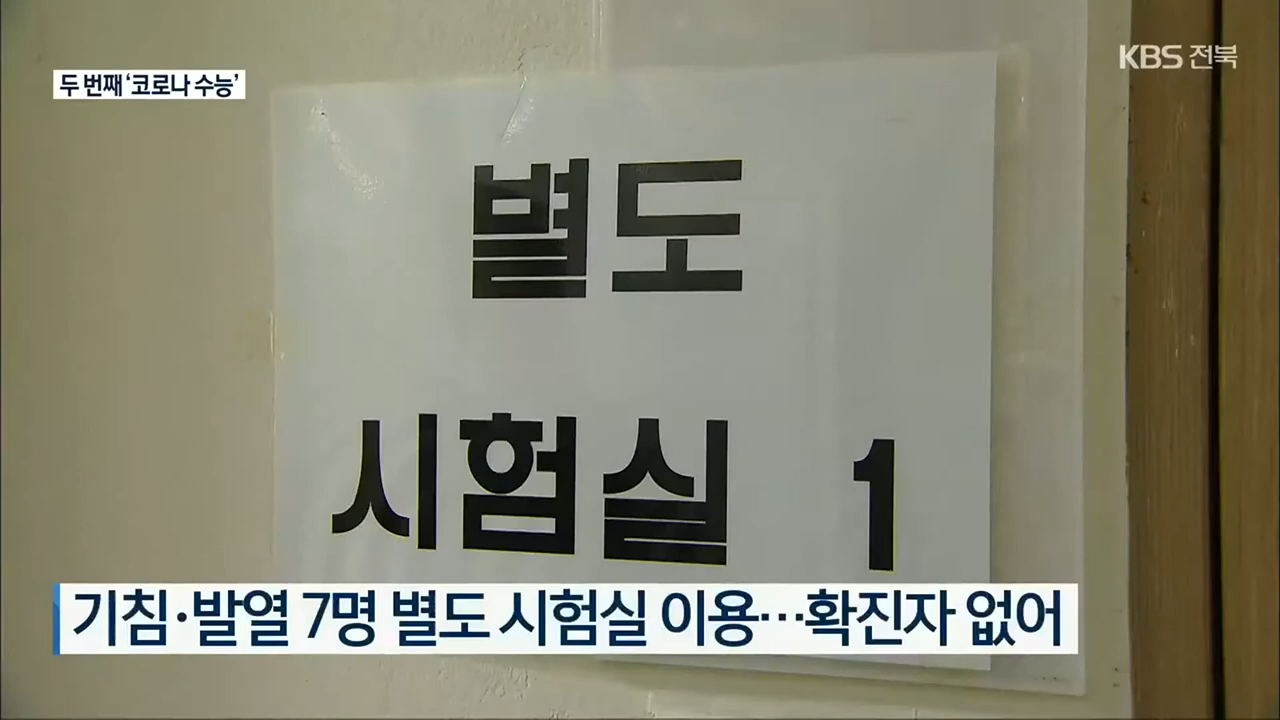 KBS 전북
두 번째 ‘코로나 수능’
별도
시험실 1
기침·발열 7명 별도 시험실 이용…확진자 없어